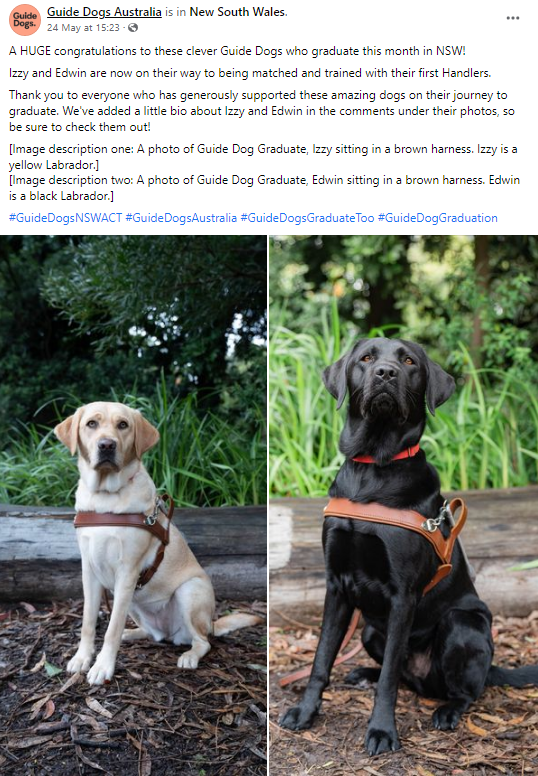 Guide Dogs.
Guide Dogs Australia is in New South Wales.
24 May at 15:23 ·
A HUGE congratulations to these clever Guide Dogs who graduate this month in NSW!
Izzy and Edwin are now on their way to being matched and trained with their first Handlers.
Thank you to everyone who has generously supported these amazing dogs on their journey to
graduate. We've added a little bio about Izzy and Edwin in the comments under their photos, so
be sure to check them out!
[Image description one: A photo of Guide Dog Graduate, Izzy sitting in a brown harness. Izzy is a
yellow Labrador.]
[Image description two: A photo of Guide Dog Graduate, Edwin sitting in a brown harness. Edwin
is a black Labrador.]
#GuideDogsNSWACT #GuideDogsAustralia #GuideDogsGraduateToo #GuideDogGraduation